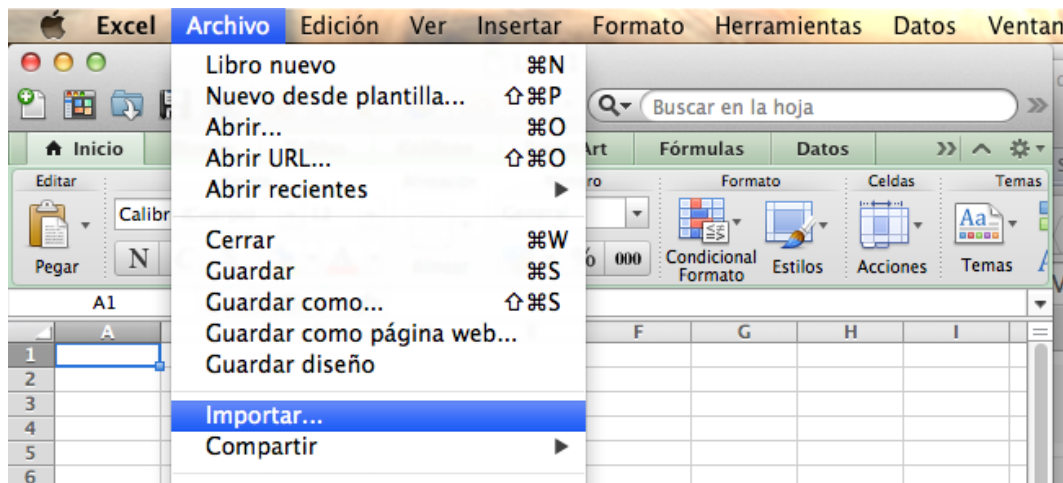 Excel Archivo Edición Ver Insertar Formato Herramientas Datos Ventan
Libro nuevo ⌘N
Nuevo desde plantilla... ⇧⌘P
Abrir... ⌘O
Abrir URL... ⇧⌘O
Abrir recientes
Cerrar ⌘W
Guardar ⌘S
Guardar como... ⇧⌘S
Guardar como página web...
Guardar diseño
Importar...
Compartir
Buscar en la hoja
Inicio Art Fórmulas Datos
Editar Formato Celdas Temas
Calibr
Pegar N % 000 Condicional Formato Estilos Acciones Aa Temas
A1
A F G H I
1
2
3
4
5
6